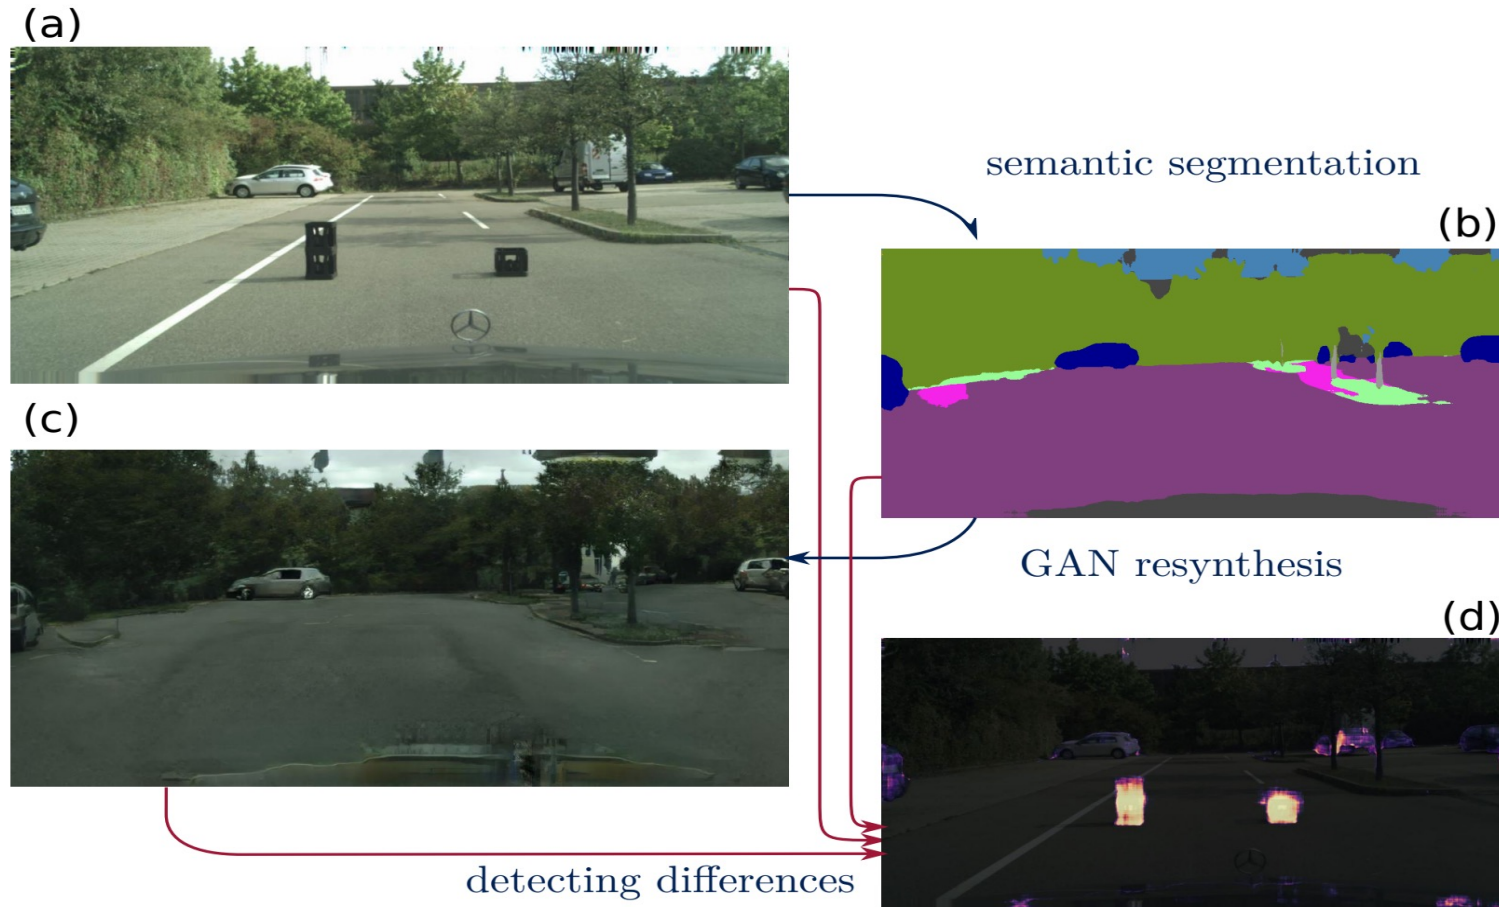 (a)
semantic segmentation
(b)
(c)
GAN resynthesis
(d)
detecting differences